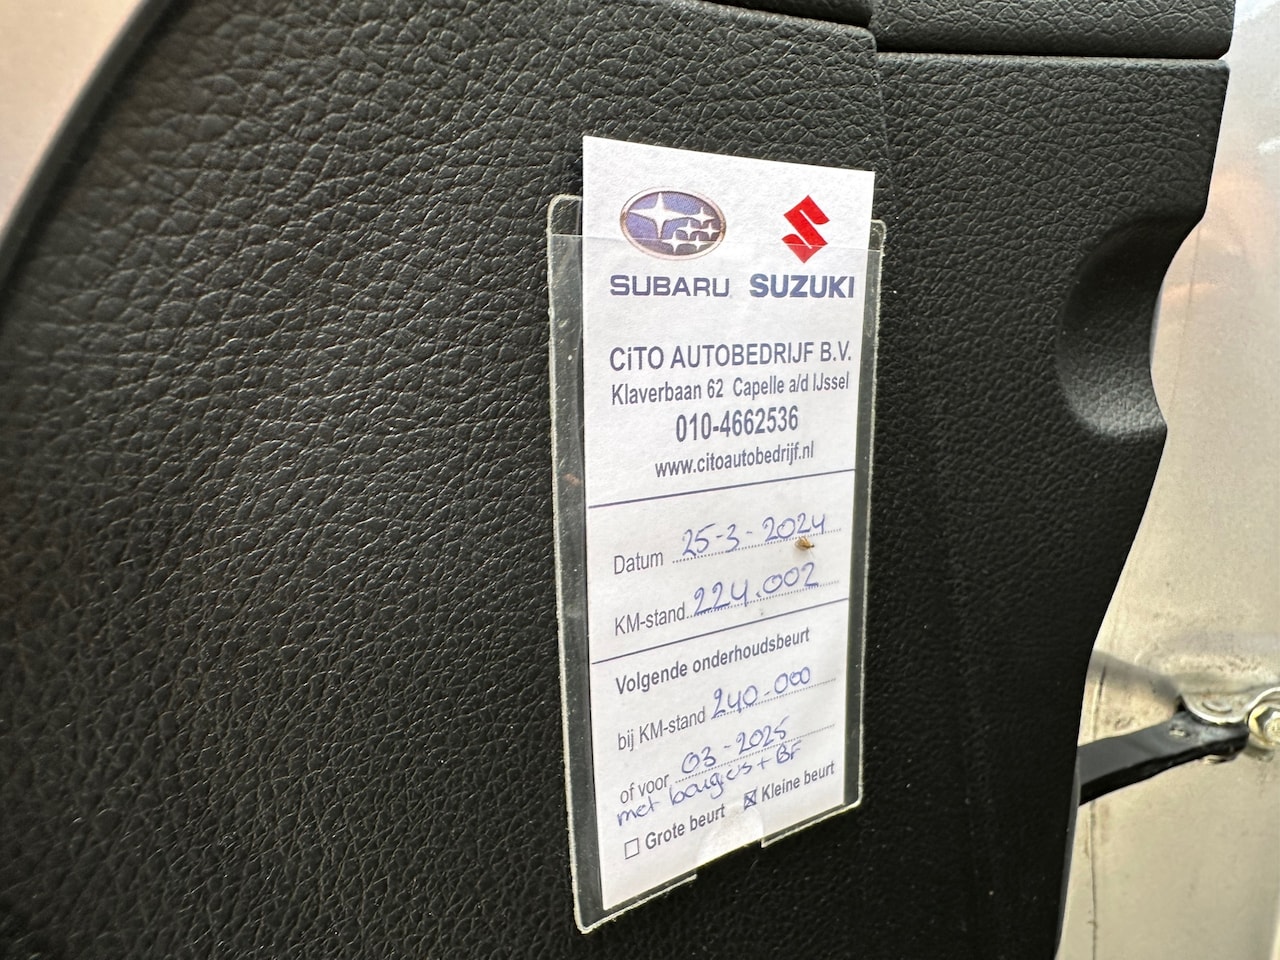 SUBARU SUZUKI
CiTO AUTOBEDRIJF B.V.
Klaverbaan 62 Capelle a/d IJssel
010-4662536
www.citoautobedrijf.nl
Datum 25-3-2024
KM-stand 224.002
Volgende onderhoudsbeurt
bij KM-stand 240.000
of voor 03-2025
met bougies + BF
Grote beurt Kleine beurt